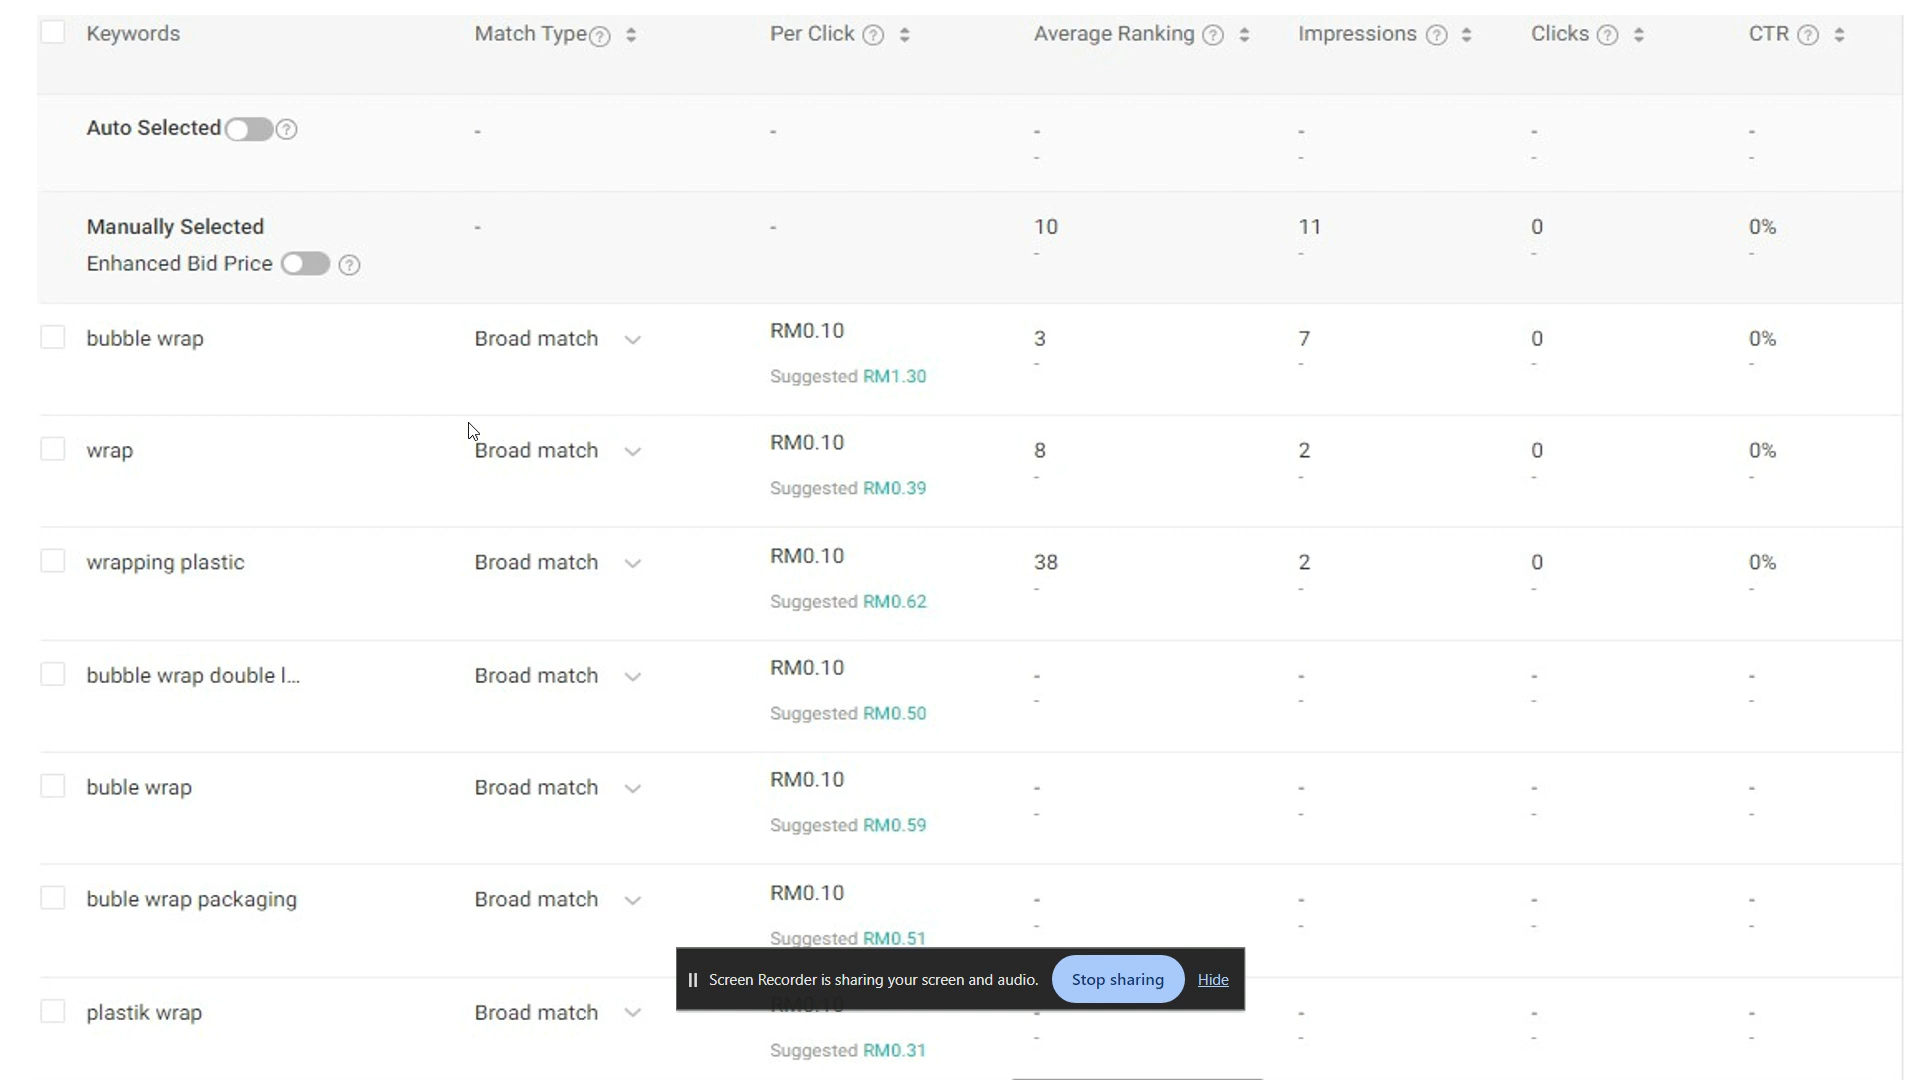 Keywords Match Type Per Click Average Ranking Impressions Clicks CTR
Auto Selected - - - - - -
- - - -
Manually Selected - - 10 11 0 0%
- - - -
Enhanced Bid Price
bubble wrap Broad match RM0.10 3 7 0 0%
Suggested RM1.30 - - - -
wrap Broad match RM0.10 8 2 0 0%
Suggested RM0.39 - - - -
wrapping plastic Broad match RM0.10 38 2 0 0%
Suggested RM0.62 - - - -
bubble wrap double l... Broad match RM0.10 - - - -
Suggested RM0.50 - - - -
buble wrap Broad match RM0.10 - - - -
Suggested RM0.59 - - - -
buble wrap packaging Broad match RM0.10 - - - -
Suggested RM0.51 - - - -
Screen Recorder is sharing your screen and audio. Stop sharing Hide
plastik wrap Broad match RM0.10 - - - -
Suggested RM0.31 - - - -